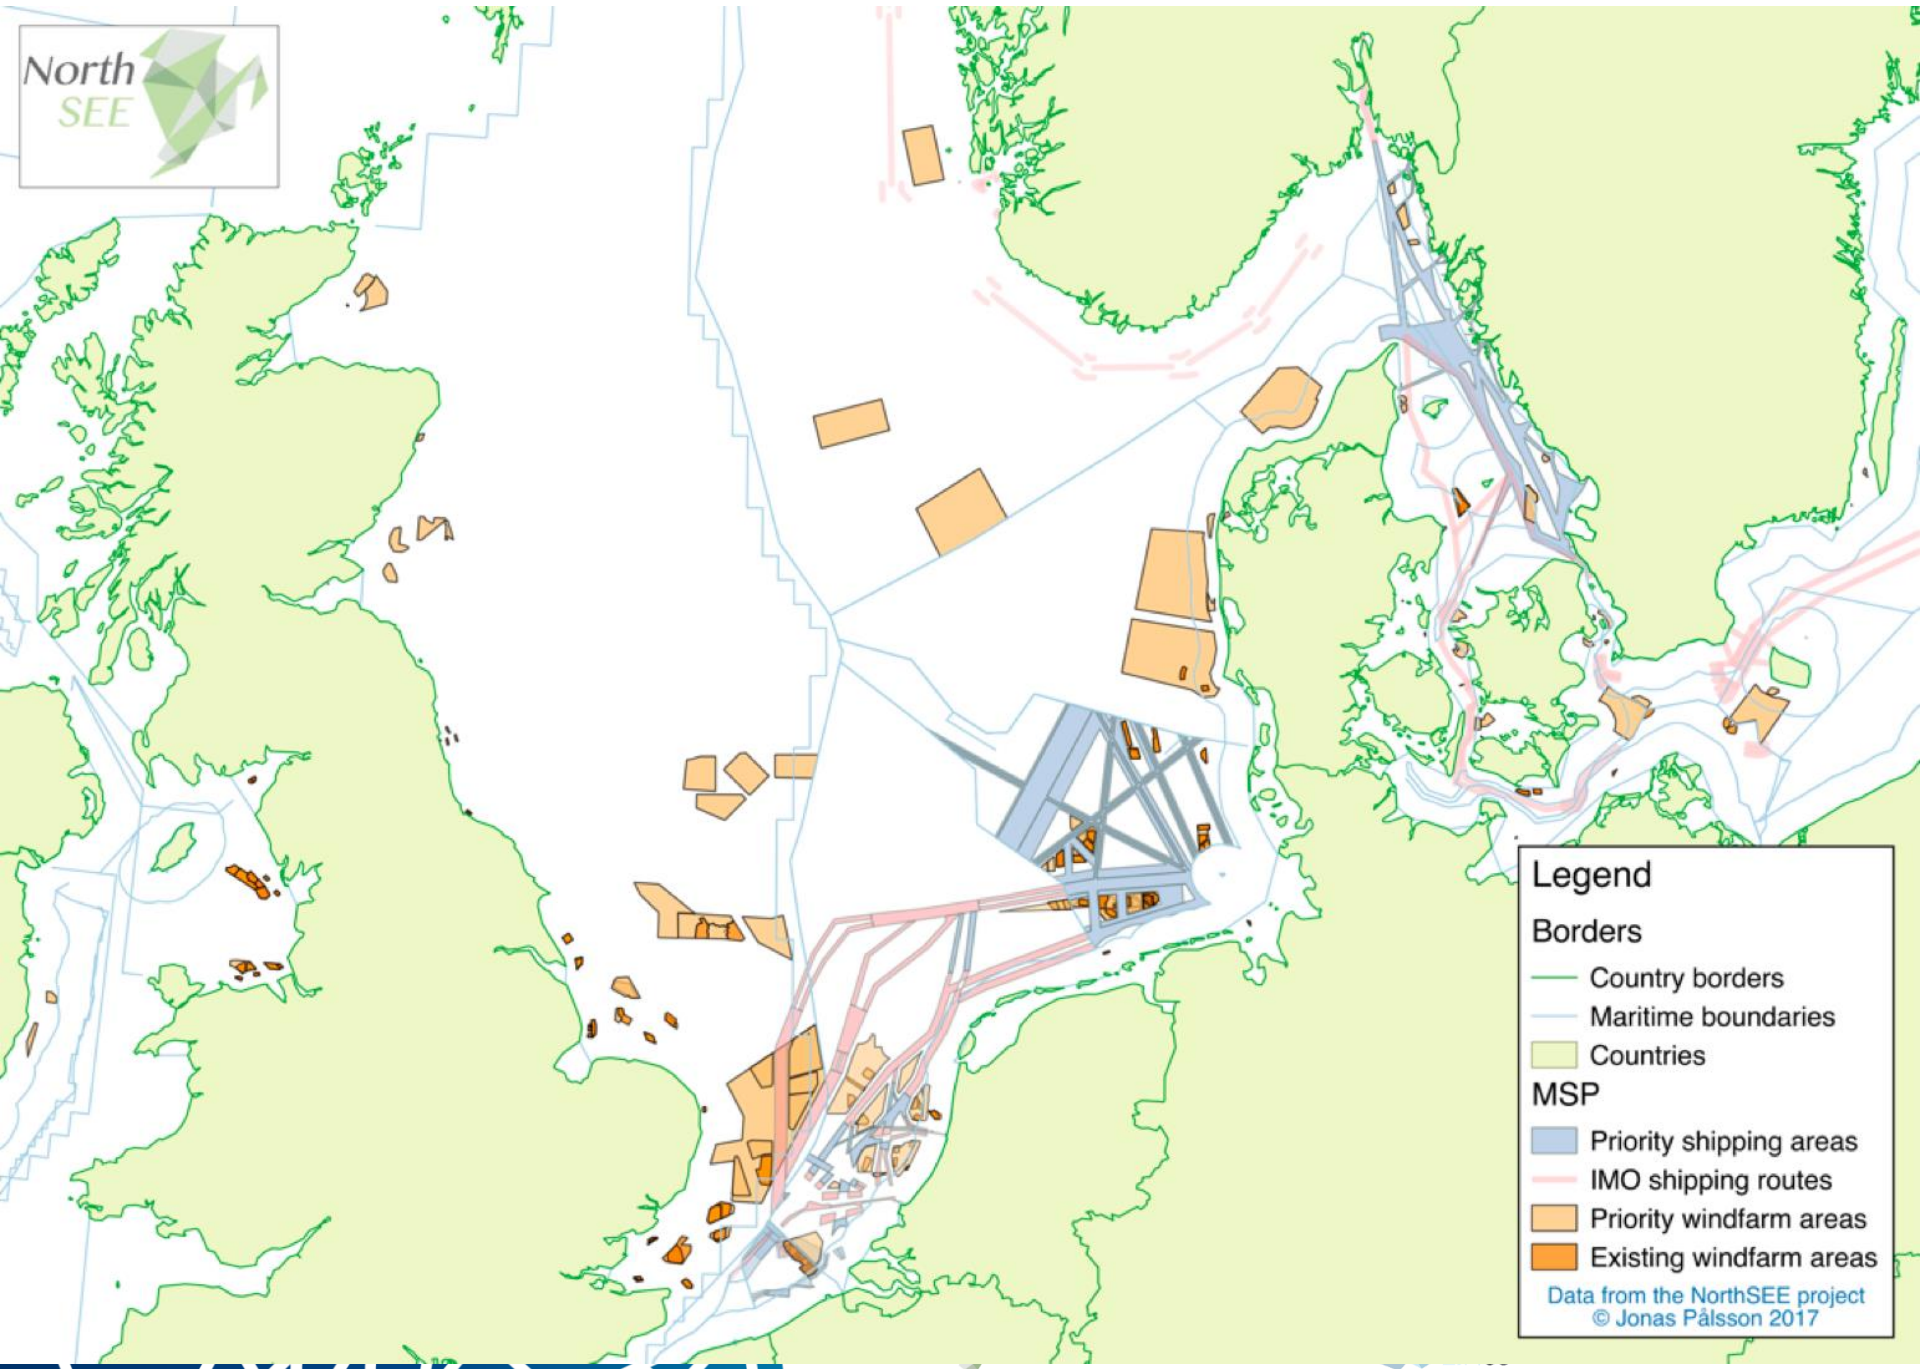 North
SEE
Legend
Borders
Country borders
Maritime boundaries
Countries
MSP
Priority shipping areas
IMO shipping routes
Priority windfarm areas
Existing windfarm areas
Data from the NorthSEE project
© Jonas Pålsson 2017